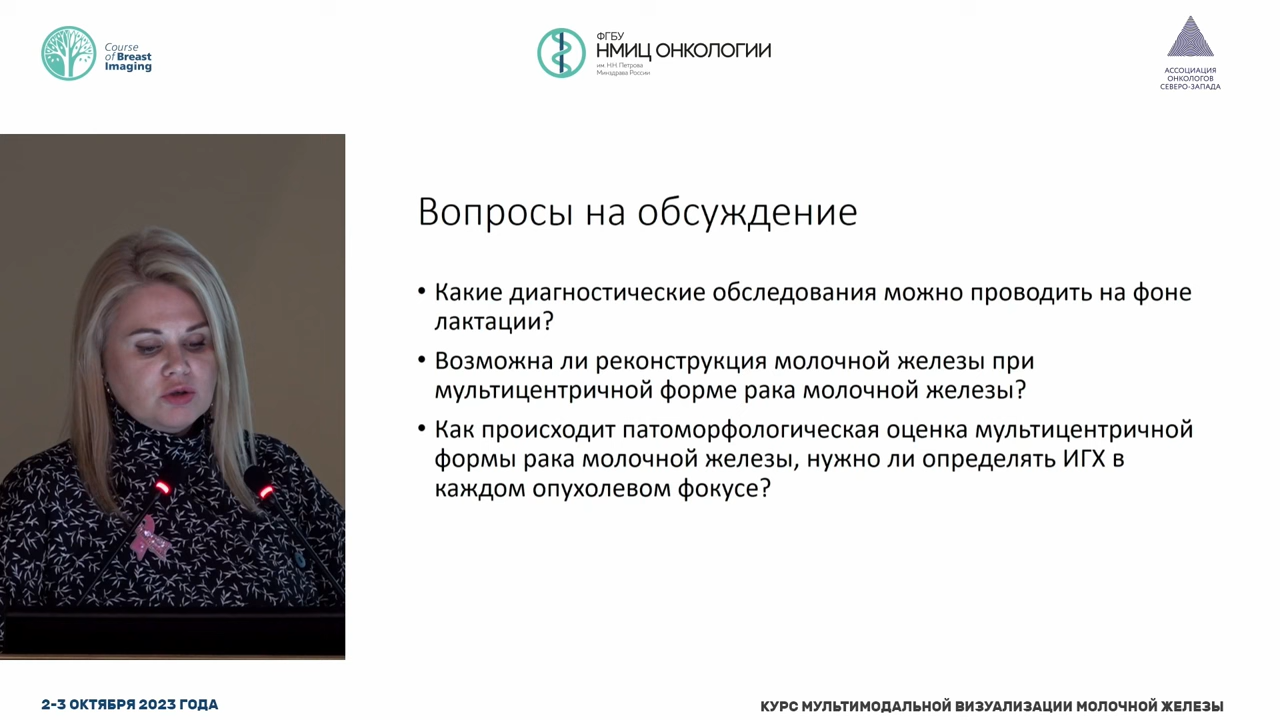 Course
of Breast
Imaging
ФГБУ
НМИЦ ОНКОЛОГИИ
им. Н.Н. Петрова
Минздрава России
АССОЦИАЦИЯ
ОНКОЛОГОВ
СЕВЕРО-ЗАПАДА
Вопросы на обсуждение
• Какие диагностические обследования можно проводить на фоне
лактации?
• Возможна ли реконструкция молочной железы при
мультицентричной форме рака молочной железы?
• Как происходит патоморфологическая оценка мультицентричной
формы рака молочной железы, нужно ли определять ИГХ в
каждом опухолевом фокусе?
2-3 ОКТЯБРЯ 2023 ГОДА
КУРС МУЛЬТИМОДАЛЬНОЙ ВИЗУАЛИЗАЦИИ МОЛОЧНОЙ ЖЕЛЕЗЫ